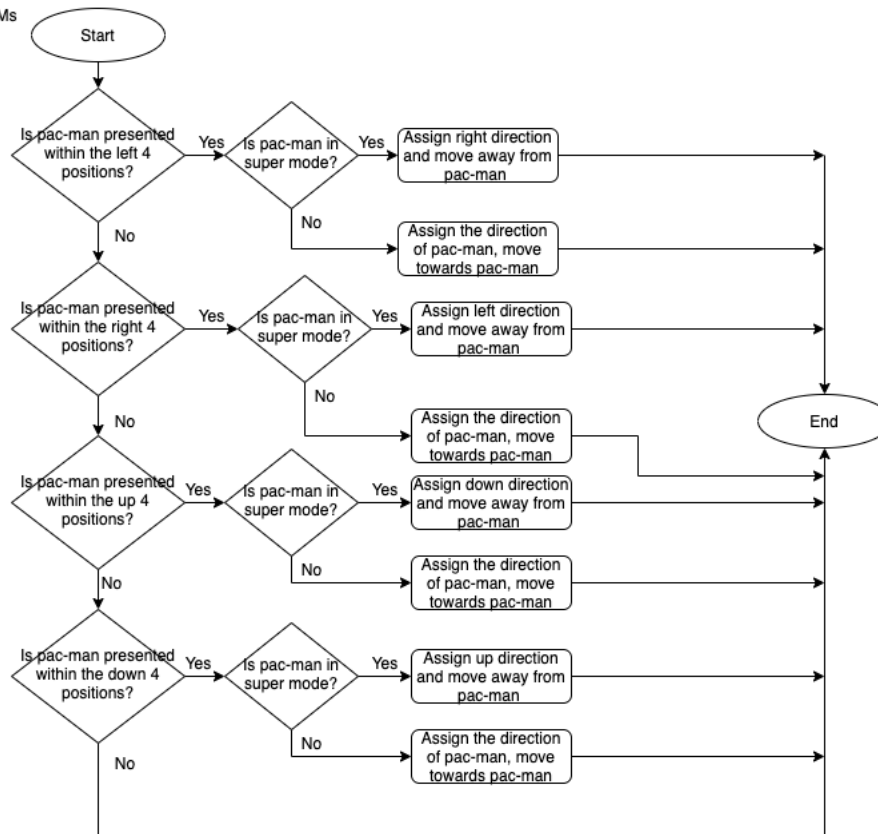 Ms
Start
Is pac-man presented
within the left 4
positions?
Yes
Is pac-man in
super mode?
Yes
Assign right direction
and move away from
pac-man
No
No
Assign the direction
of pac-man, move
towards pac-man
Is pac-man presented
within the right 4
positions?
Yes
Is pac-man in
super mode?
Yes
Assign left direction
and move away from
pac-man
No
No
Assign the direction
of pac-man, move
towards pac-man
End
Is pac-man presented
within the up 4
positions?
Yes
Is pac-man in
super mode?
Yes
Assign down direction
and move away from
pac-man
No
No
Assign the direction
of pac-man, move
towards pac-man
Is pac-man presented
within the down 4
positions?
Yes
Is pac-man in
super mode?
Yes
Assign up direction
and move away from
pac-man
No
No
Assign the direction
of pac-man, move
towards pac-man